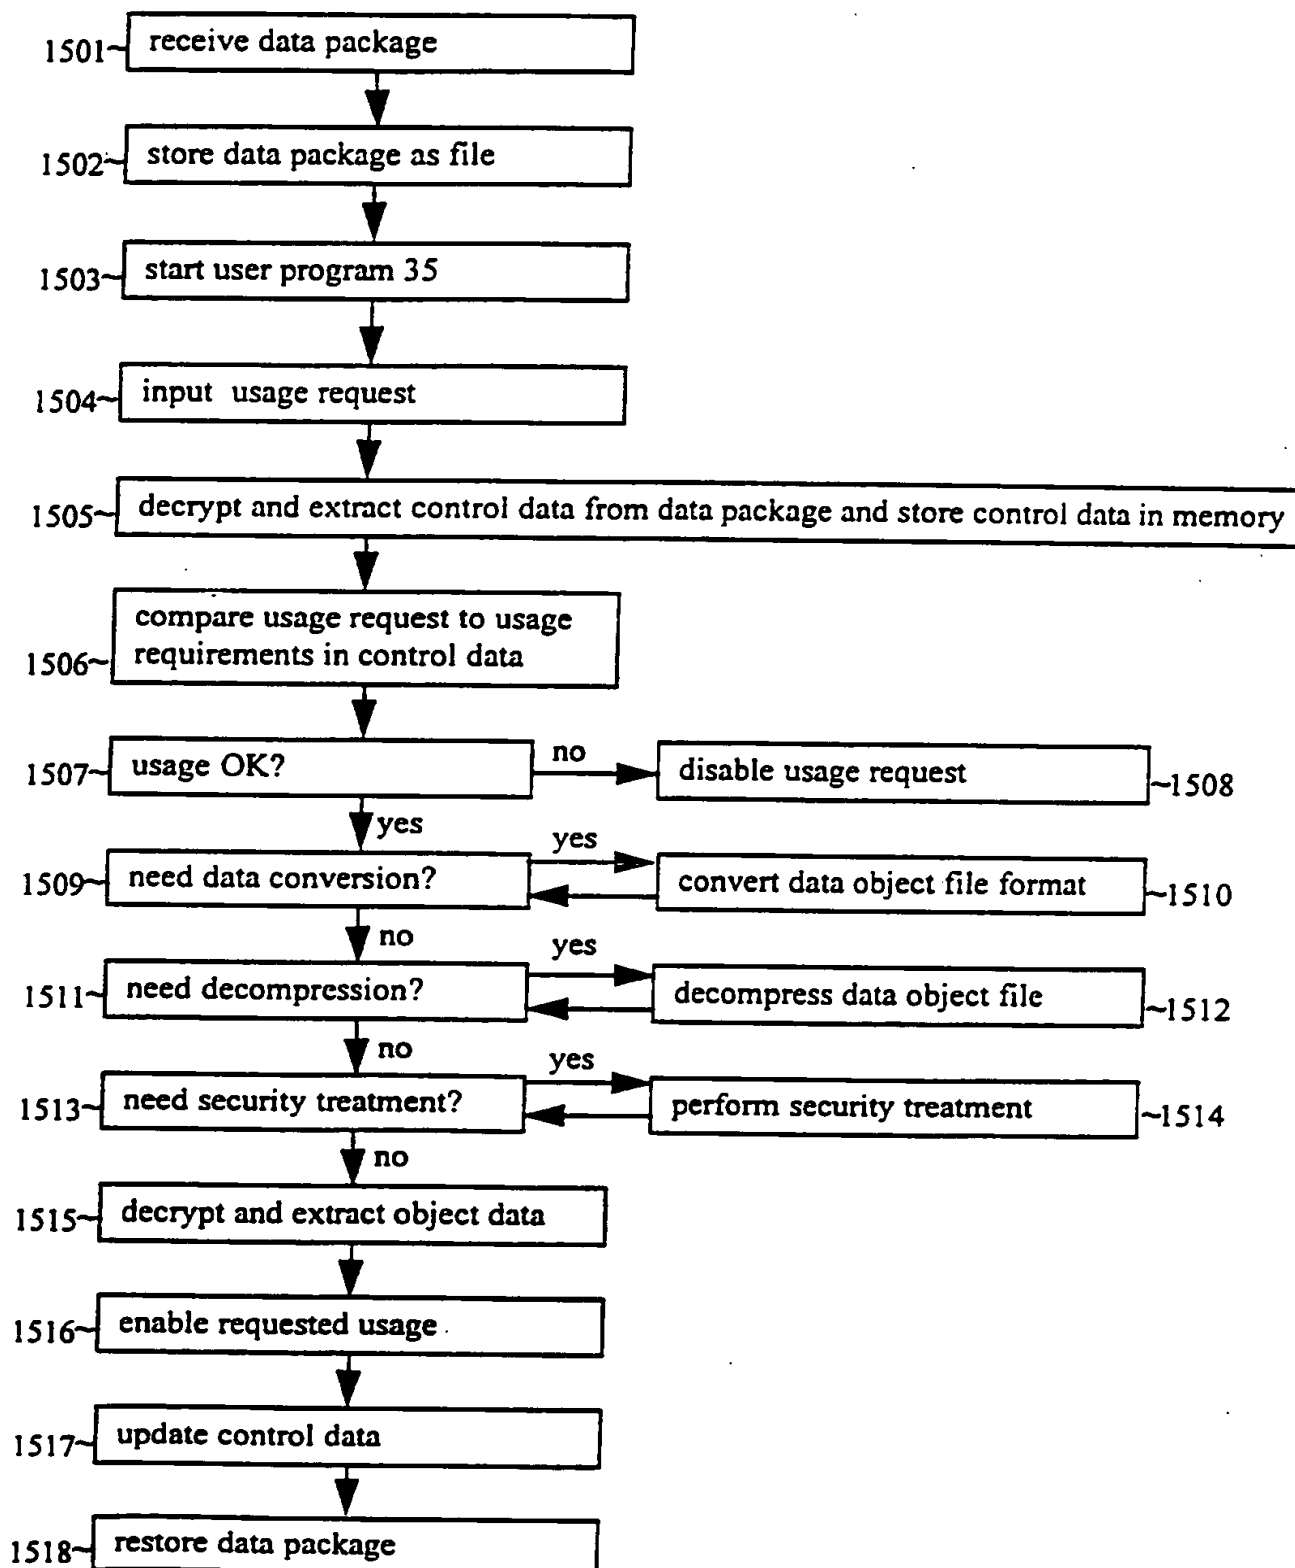 1501~ receive data package
1502~ store data package as file
1503~ start user program 35
1504~ input usage request
1505~ decrypt and extract control data from data package and store control data in memory
compare usage request to usage
1506~ requirements in control data
1507~ usage OK? no disable usage request ~1508
yes
yes
1509~ need data conversion? convert data object file format ~1510
no
yes
1511~ need decompression? decompress data object file ~1512
no
yes
1513~ need security treatment? perform security treatment ~1514
no
1515~ decrypt and extract object data
1516~ enable requested usage
1517~ update control data
1518~ restore data package